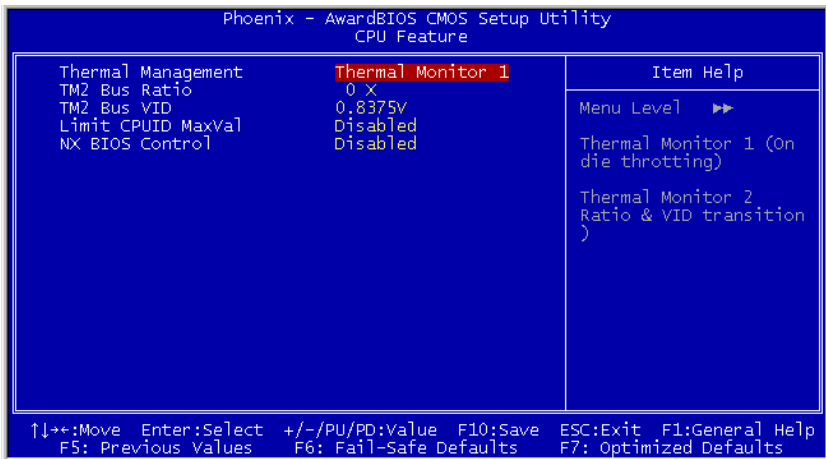 Phoenix - AwardBIOS CMOS Setup Utility
CPU Feature
Thermal Management Thermal Monitor 1
TM2 Bus Ratio 0 X
TM2 Bus VID 0.8375V
Limit CPUID MaxVal Disabled
NX BIOS Control Disabled
Item Help
Menu Level ▶▶
Thermal Monitor 1 (On
die throtting)
Thermal Monitor 2
Ratio & VID transition
)
↑↓→←:Move Enter:Select +/-/PU/PD:Value F10:Save ESC:Exit F1:General Help
F5: Previous Values F6: Fail-Safe Defaults F7: Optimized Defaults